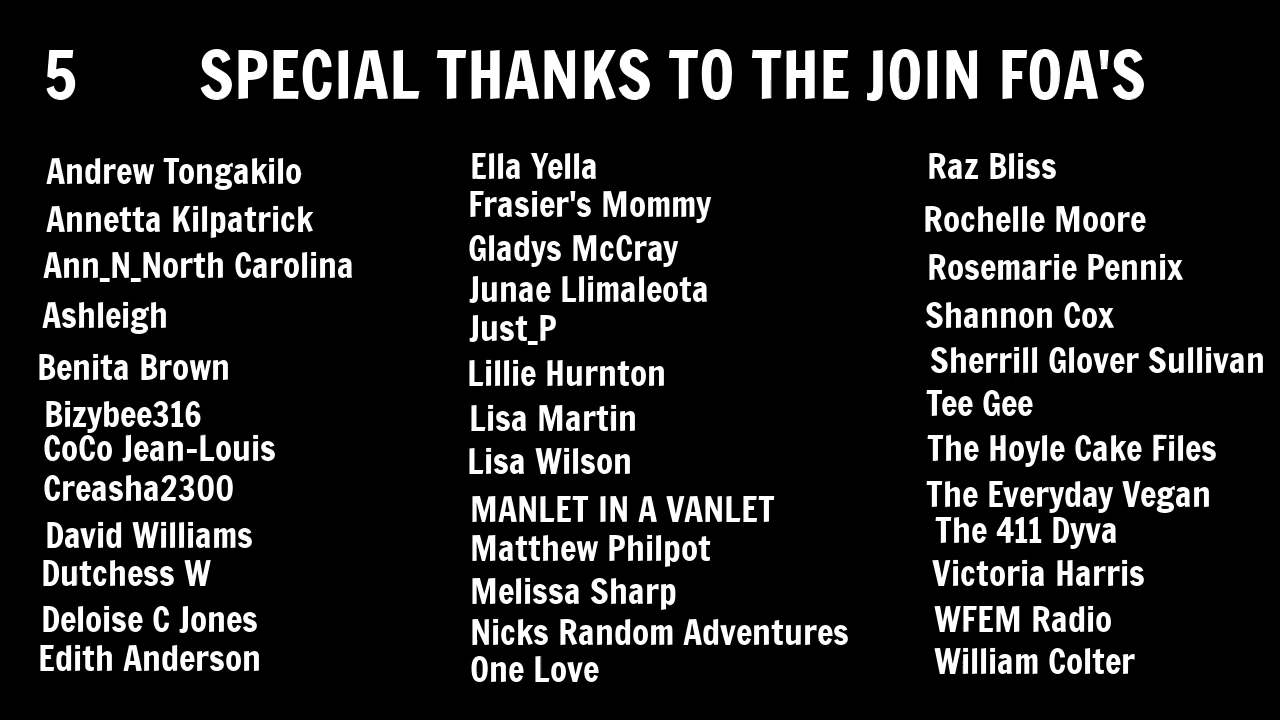 5 SPECIAL THANKS TO THE JOIN FOA'S
Andrew Tongakilo
Annetta Kilpatrick
Ann_N_North Carolina
Ashleigh
Benita Brown
Bizybee316
CoCo Jean-Louis
Creasha2300
David Williams
Dutchess W
Deloise C Jones
Edith Anderson
Ella Yella
Frasier's Mommy
Gladys McCray
Junae Llimaleota
Just_P
Lillie Hurnton
Lisa Martin
Lisa Wilson
MANLET IN A VANLET
Matthew Philpot
Melissa Sharp
Nicks Random Adventures
One Love
Raz Bliss
Rochelle Moore
Rosemarie Pennix
Shannon Cox
Sherrill Glover Sullivan
Tee Gee
The Hoyle Cake Files
The Everyday Vegan
The 411 Dyva
Victoria Harris
WFEM Radio
William Colter